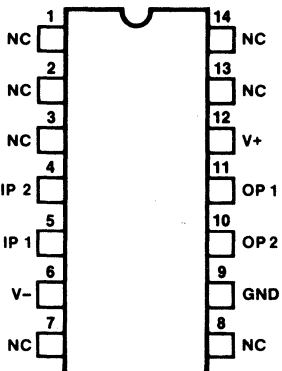 1 14
NC NC
2 13
NC NC
3 12
NC V+
4 11
IP 2 OP 1
5 10
IP 1 OP 2
6 9
V− GND
7 8
NC NC